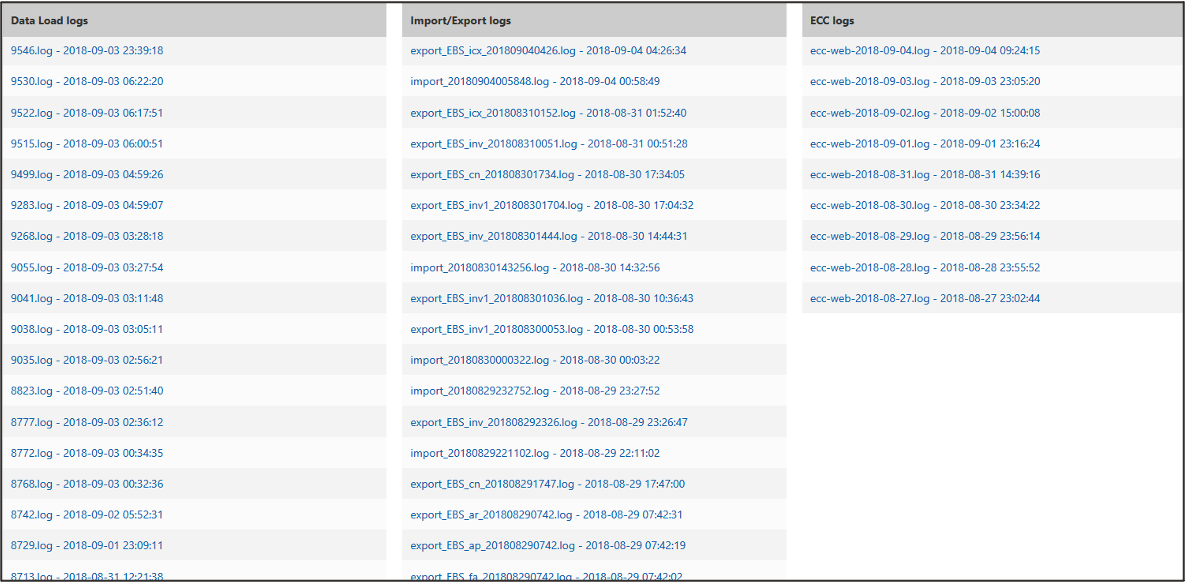 Data Load logs
9546.log - 2018-09-03 23:39:18
9530.log - 2018-09-03 06:22:20
9522.log - 2018-09-03 06:17:51
9515.log - 2018-09-03 06:00:51
9499.log - 2018-09-03 04:59:26
9283.log - 2018-09-03 04:59:07
9268.log - 2018-09-03 03:28:18
9055.log - 2018-09-03 03:27:54
9041.log - 2018-09-03 03:11:48
9038.log - 2018-09-03 03:05:11
9035.log - 2018-09-03 02:56:21
8823.log - 2018-09-03 02:51:40
8777.log - 2018-09-03 02:36:12
8772.log - 2018-09-03 00:34:35
8768.log - 2018-09-03 00:32:36
8742.log - 2018-09-02 05:52:31
8729.log - 2018-09-01 23:09:11
8713.log - 2018-08-31 12:21:38
Import/Export logs
export_EBS_icx_201809040426.log - 2018-09-04 04:26:34
import_20180904005848.log - 2018-09-04 00:58:49
export_EBS_icx_201808310152.log - 2018-08-31 01:52:40
export_EBS_inv_201808310051.log - 2018-08-31 00:51:28
export_EBS_cn_201808301734.log - 2018-08-30 17:34:05
export_EBS_inv1_201808301704.log - 2018-08-30 17:04:32
export_EBS_inv_201808301444.log - 2018-08-30 14:44:31
import_20180830143256.log - 2018-08-30 14:32:56
export_EBS_inv1_201808301036.log - 2018-08-30 10:36:43
export_EBS_inv1_201808300053.log - 2018-08-30 00:53:58
import_20180830000322.log - 2018-08-30 00:03:22
import_20180829232752.log - 2018-08-29 23:27:52
export_EBS_inv_201808292326.log - 2018-08-29 23:26:47
import_20180829221102.log - 2018-08-29 22:11:02
export_EBS_cn_201808291747.log - 2018-08-29 17:47:00
export_EBS_ar_201808290742.log - 2018-08-29 07:42:31
export_EBS_ap_201808290742.log - 2018-08-29 07:42:19
export_EBS_fa_201808290742.log - 2018-08-29 07:42:02
ECC logs
ecc-web-2018-09-04.log - 2018-09-04 09:24:15
ecc-web-2018-09-03.log - 2018-09-03 23:05:20
ecc-web-2018-09-02.log - 2018-09-02 15:00:08
ecc-web-2018-09-01.log - 2018-09-01 23:16:24
ecc-web-2018-08-31.log - 2018-08-31 14:39:16
ecc-web-2018-08-30.log - 2018-08-30 23:34:22
ecc-web-2018-08-29.log - 2018-08-29 23:56:14
ecc-web-2018-08-28.log - 2018-08-28 23:55:52
ecc-web-2018-08-27.log - 2018-08-27 23:02:44